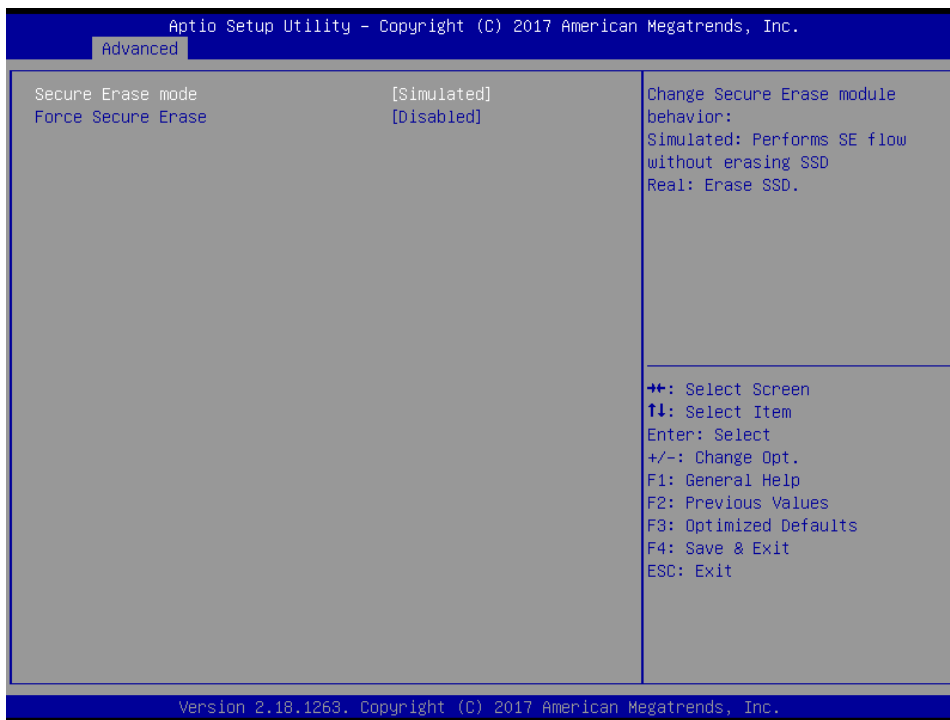 Aptio Setup Utility – Copyright (C) 2017 American Megatrends, Inc.
Advanced
Secure Erase mode [Simulated]
Force Secure Erase [Disabled]
Change Secure Erase module
behavior:
Simulated: Performs SE flow
without erasing SSD
Real: Erase SSD.
→←: Select Screen
↑↓: Select Item
Enter: Select
+/-: Change Opt.
F1: General Help
F2: Previous Values
F3: Optimized Defaults
F4: Save & Exit
ESC: Exit
Version 2.18.1263. Copyright (C) 2017 American Megatrends, Inc.